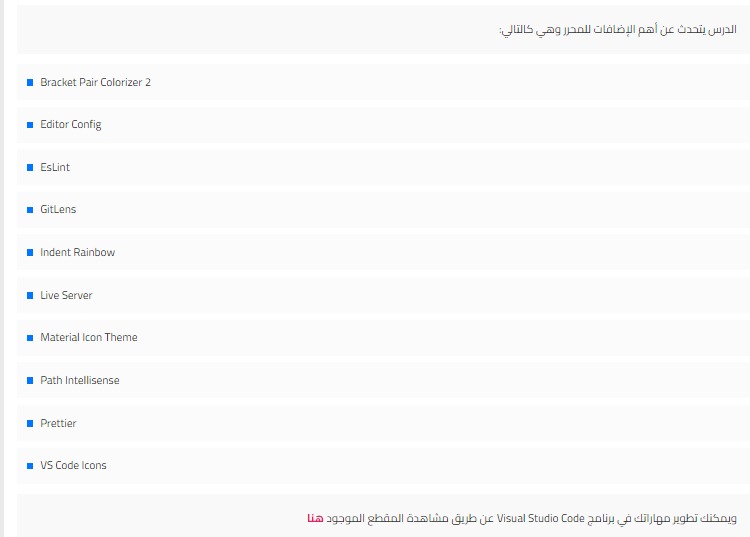 الدرس يتحدث عن أهم الإضافات للمحرر وهي كالتالي:
Bracket Pair Colorizer 2
Editor Config
EsLint
GitLens
Indent Rainbow
Live Server
Material Icon Theme
Path Intellisense
Prettier
VS Code Icons
ويمكنك تطوير مهاراتك في برنامج Visual Studio Code عن طريق مشاهدة المقطع الموجود هنا